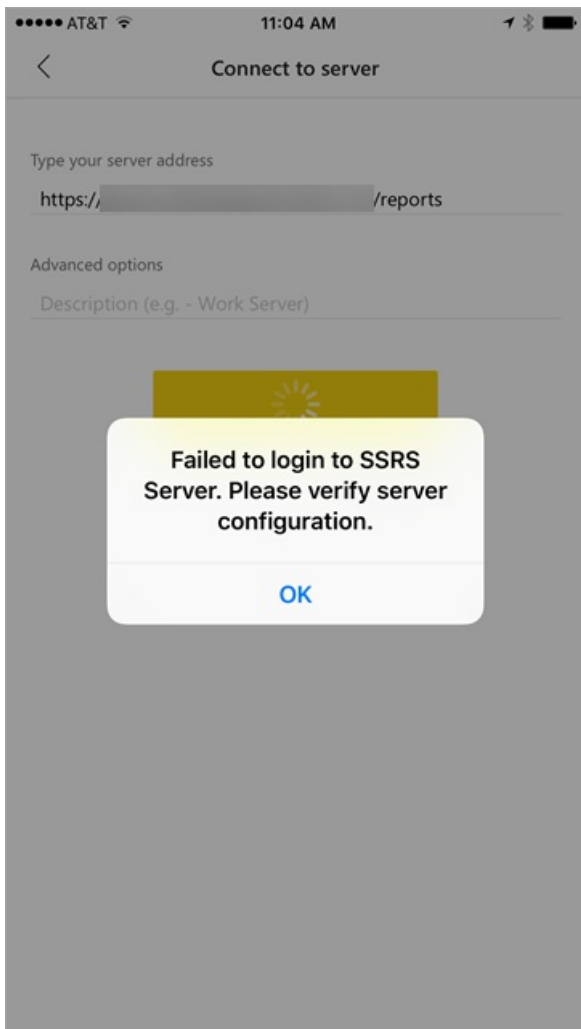 AT&T 11:04 AM
Connect to server
Type your server address
https:// /reports
Advanced options
Description (e.g. - Work Server)
Failed to login to SSRS
Server. Please verify server
configuration.
OK